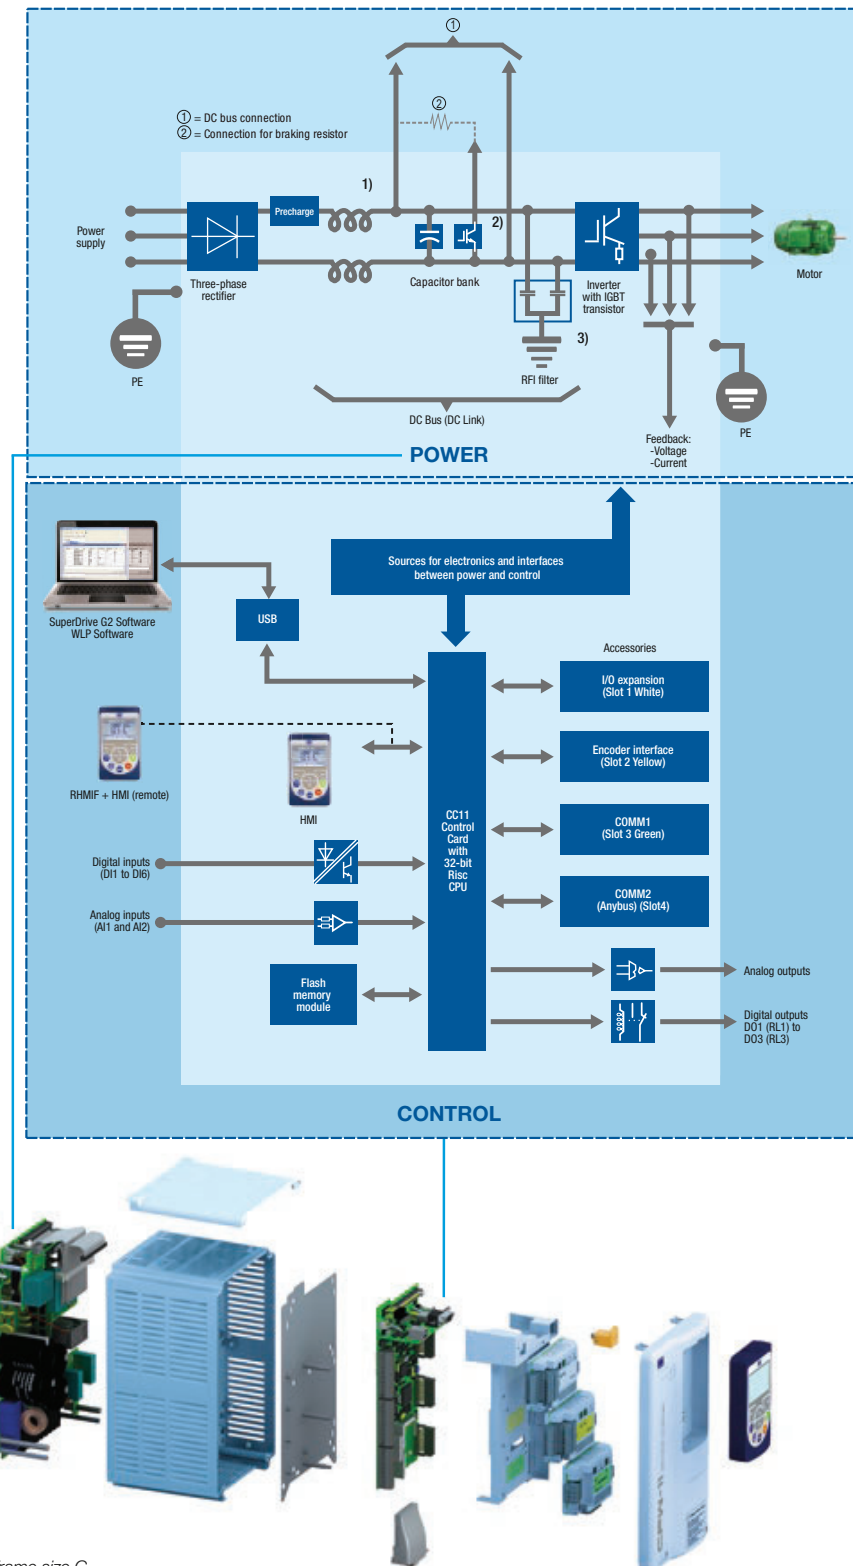 ①
②
① = DC bus connection
② = Connection for braking resistor
1)
Precharge
2)
Power
supply
Three-phase
rectifier
Capacitor bank
Inverter
with IGBT
transistor
Motor
3)
PE
RFI filter
DC Bus (DC Link)
PE
Feedback:
-Voltage
-Current
POWER
Sources for electronics and interfaces
between power and control
SuperDrive G2 Software
WLP Software
USB
Accessories
I/O expansion
(Slot 1 White)
Encoder interface
(Slot 2 Yellow)
RHMIF + HMI (remote)
HMI
CC11
Control
Card
with
32-bit
Risc
CPU
COMM1
(Slot 3 Green)
Digital inputs
(DI1 to DI6)
COMM2
(Anybus) (Slot4)
Analog inputs
(AI1 and AI2)
Flash
memory
module
Analog outputs
Digital outputs
DO1 (RL1) to
DO3 (RL3)
CONTROL